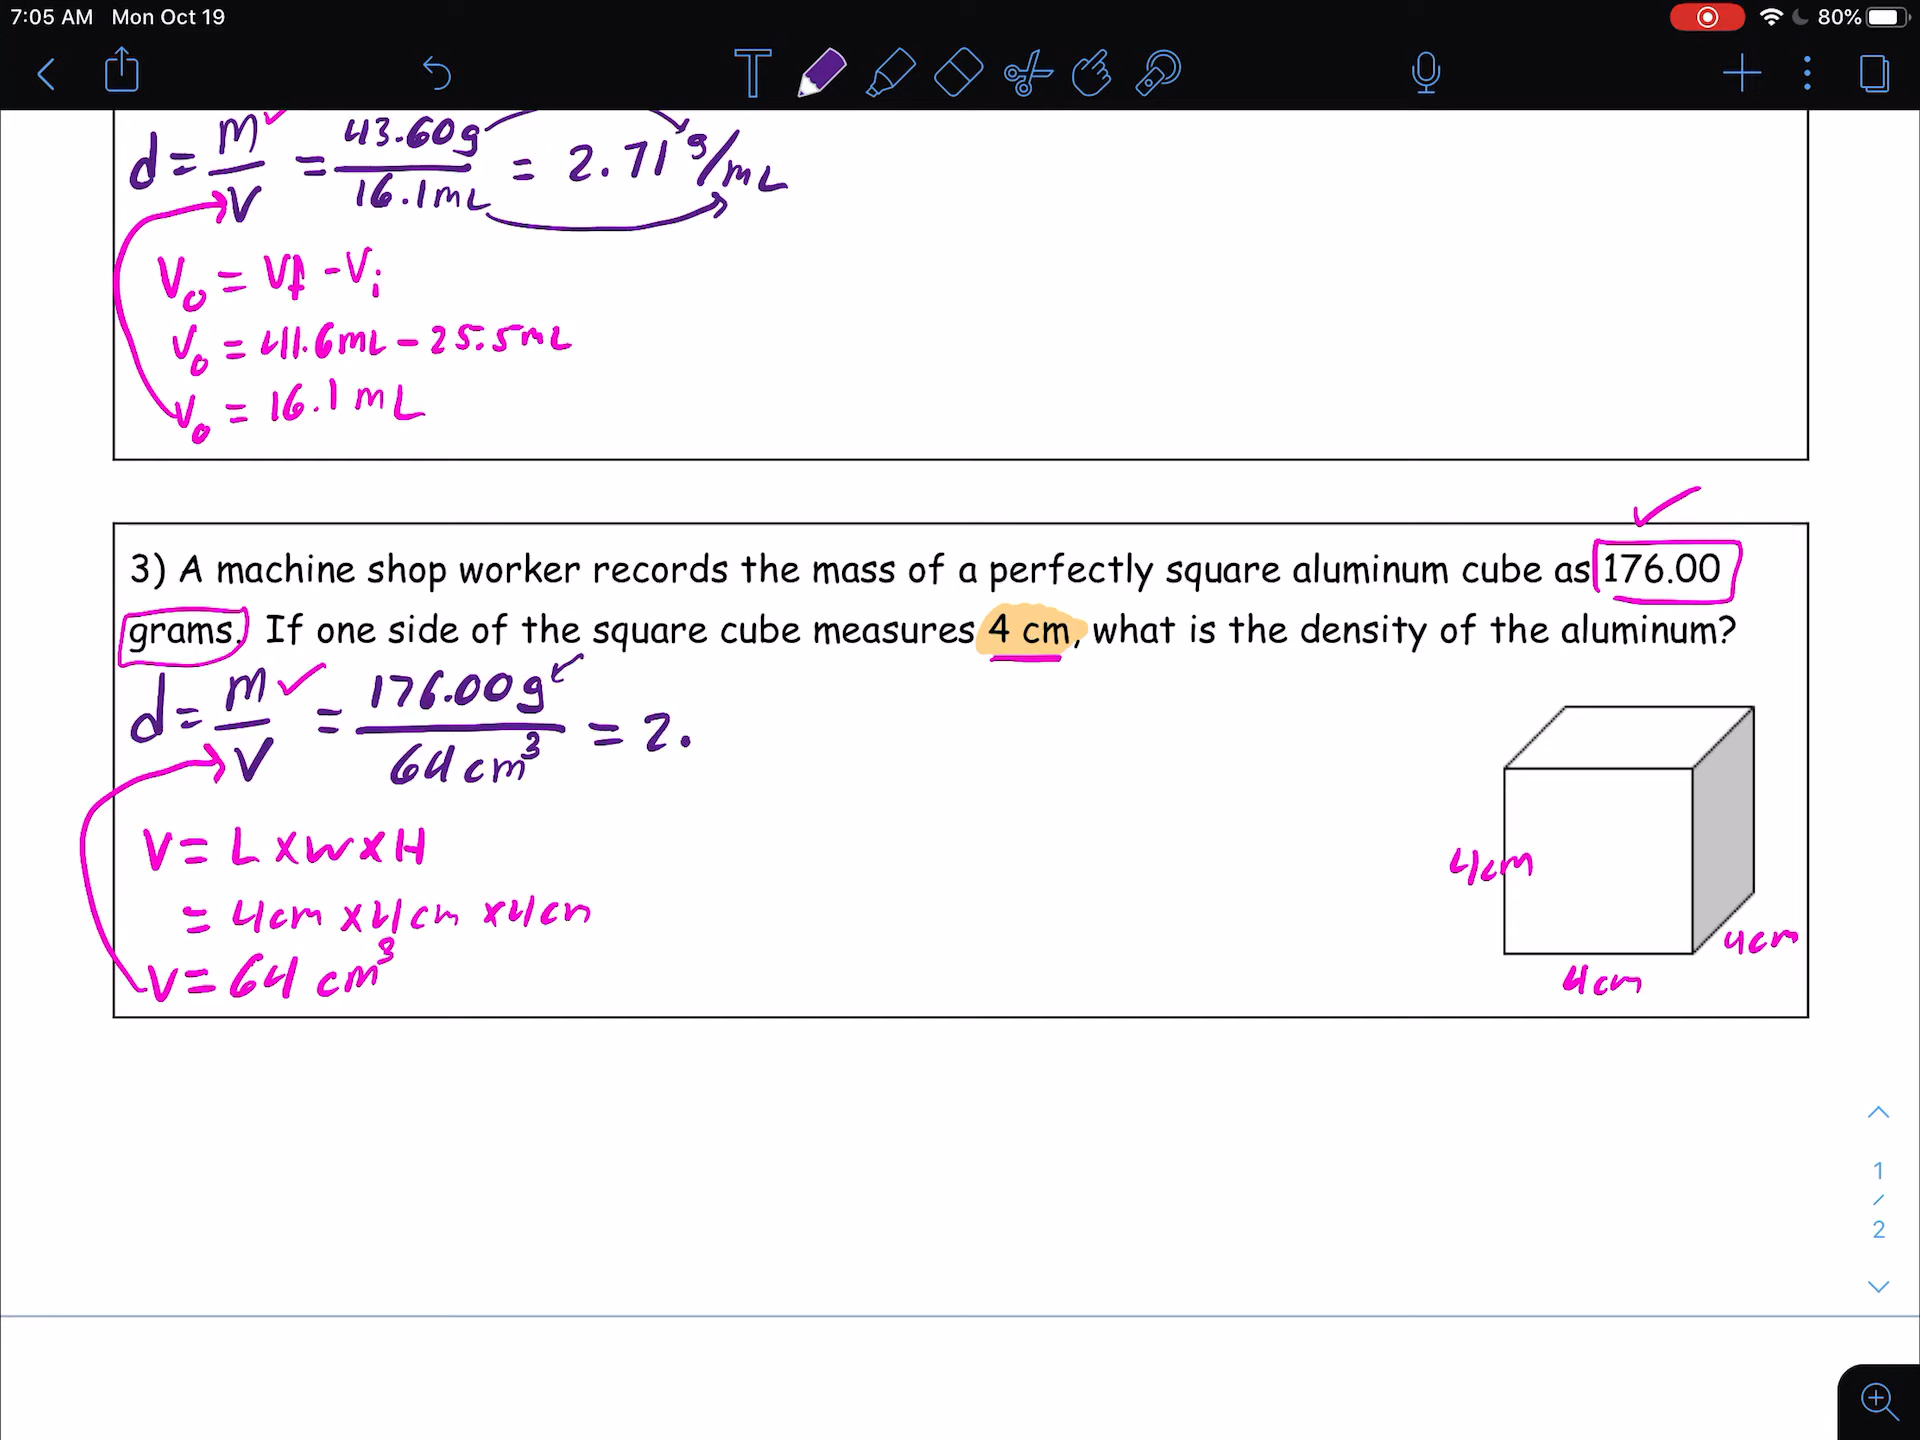 7:05 AM Mon Oct 19
80%
T
d = m/V = 43.60g/16.1mL = 2.71 g/mL
Vo = Vf - Vi
Vo = 41.6mL - 25.5mL
Vo = 16.1 mL
3) A machine shop worker records the mass of a perfectly square aluminum cube as 176.00
grams. If one side of the square cube measures 4 cm, what is the density of the aluminum?
d = m/V = 176.00g/64cm³ = 2.
V = L x W x H
= 4cm x 4cm x 4cm
V = 64 cm³
4cm
4cm
4cm
1
/
2